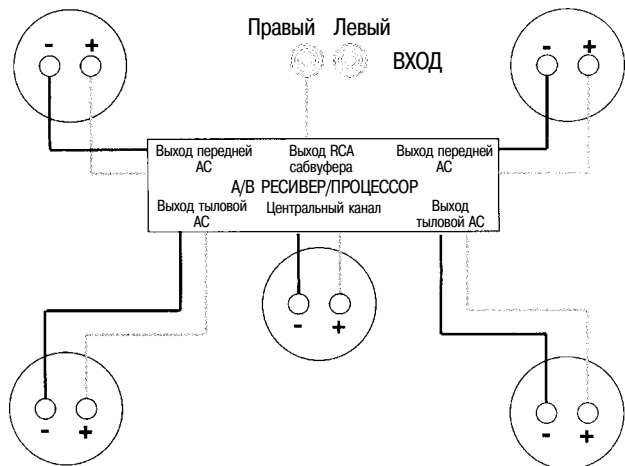 Правый Левый
ВХОД
- +
- +
Выход передней
АС
Выход RCA
сабвуфера
Выход передней
АС
А/В РЕСИВЕР/ПРОЦЕССОР
Выход тыловой
АС
Центральный канал
Выход
тыловой АС
- +
- +
- +